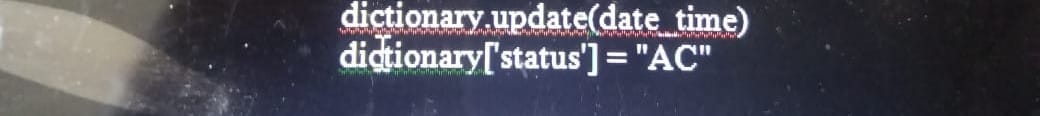 dictionary.update(date_time)
dictionary['status'] = "AC"